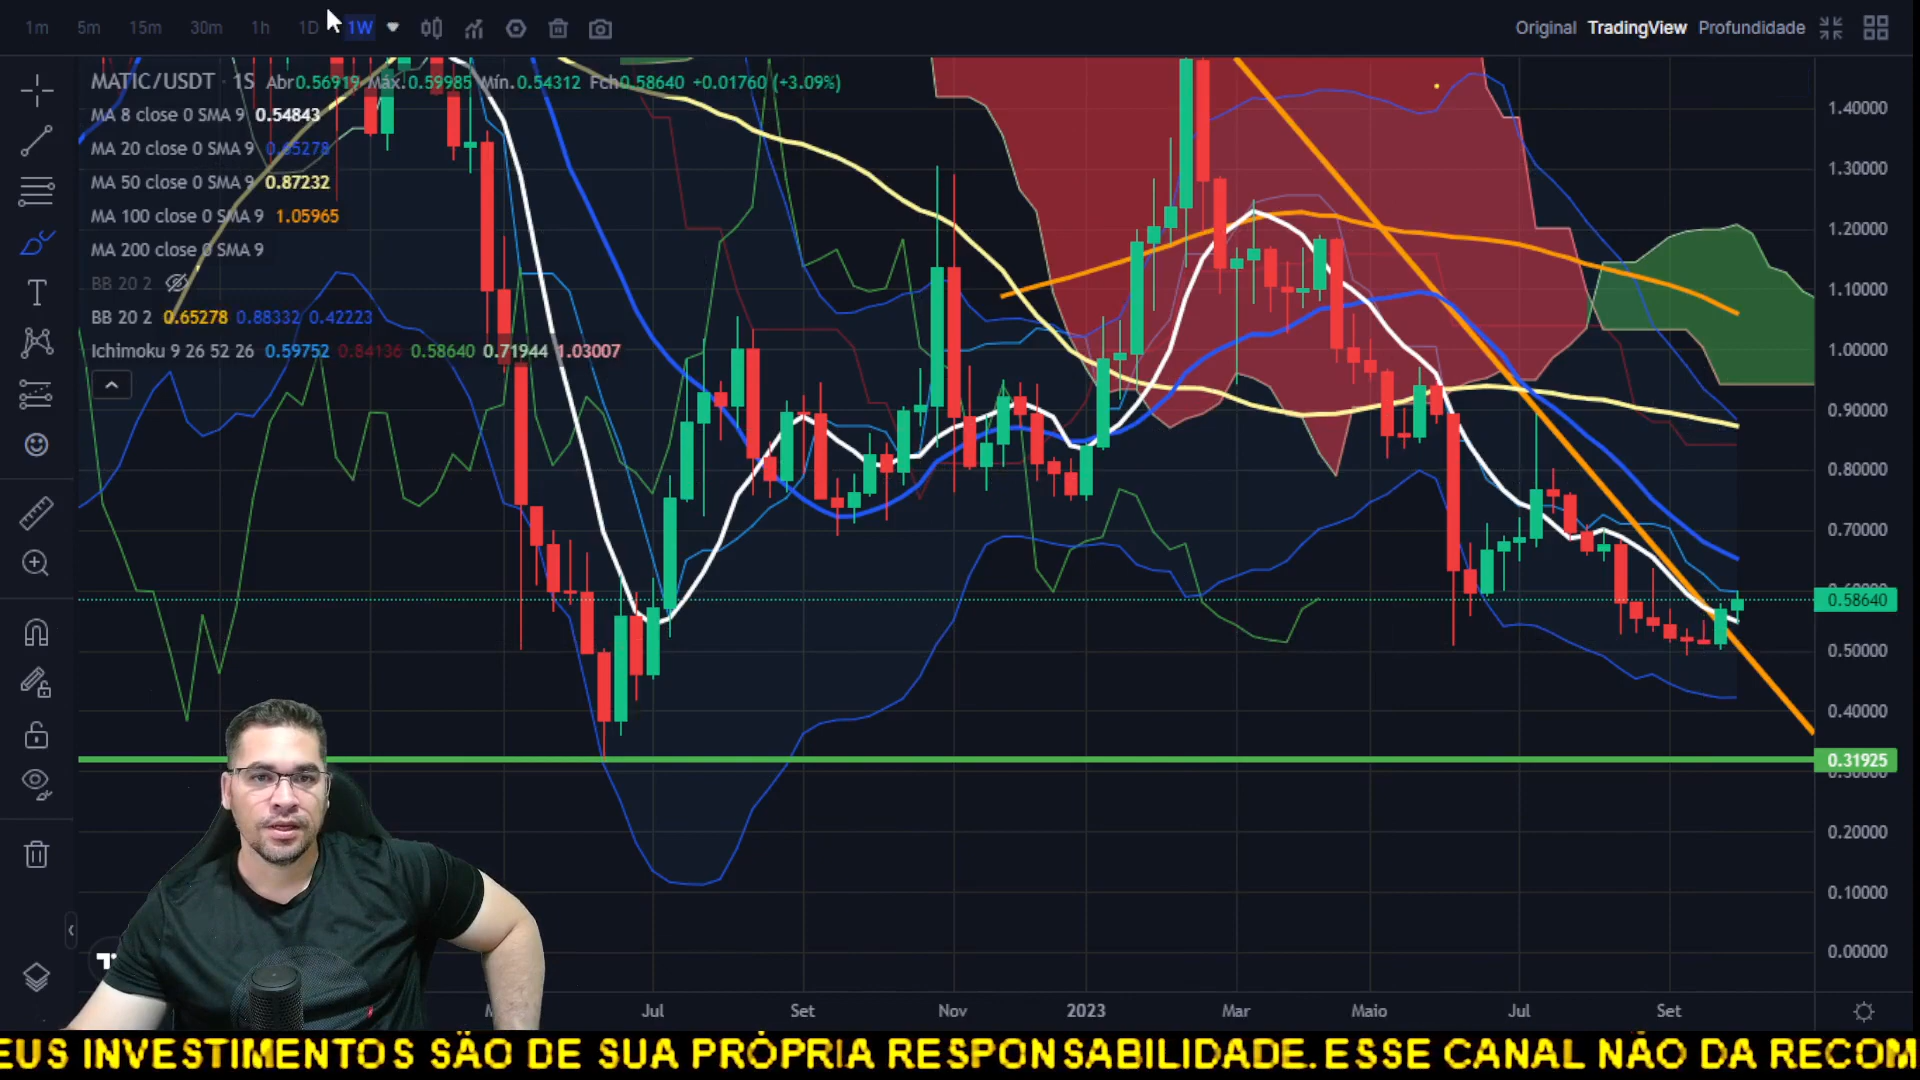 1m 5m 15m 30m 1h 1D 1W
Original TradingView Profundidade
MATIC/USDT · 1S Abr0.56919 Máx.0.59985 Mín.0.54312 Fch0.58640 +0.01760 (+3.09%)
MA 8 close 0 SMA 9 0.54843
MA 20 close 0 SMA 9 0.65278
MA 50 close 0 SMA 9 0.87232
MA 100 close 0 SMA 9 1.05965
MA 200 close 0 SMA 9
BB 20 2
BB 20 2 0.65278 0.88332 0.42223
Ichimoku 9 26 52 26 0.59752 0.84136 0.58640 0.71944 1.03007
1.40000
1.30000
1.20000
1.10000
1.00000
0.90000
0.80000
0.70000
0.58640
0.50000
0.40000
0.31925
0.20000
0.10000
0.00000
Jul Set Nov 2023 Mar Maio Jul Set
EUS INVESTIMENTOS SÃO DE SUA PRÓPRIA RESPONSABILIDADE. ESSE CANAL NÃO DA RECOM